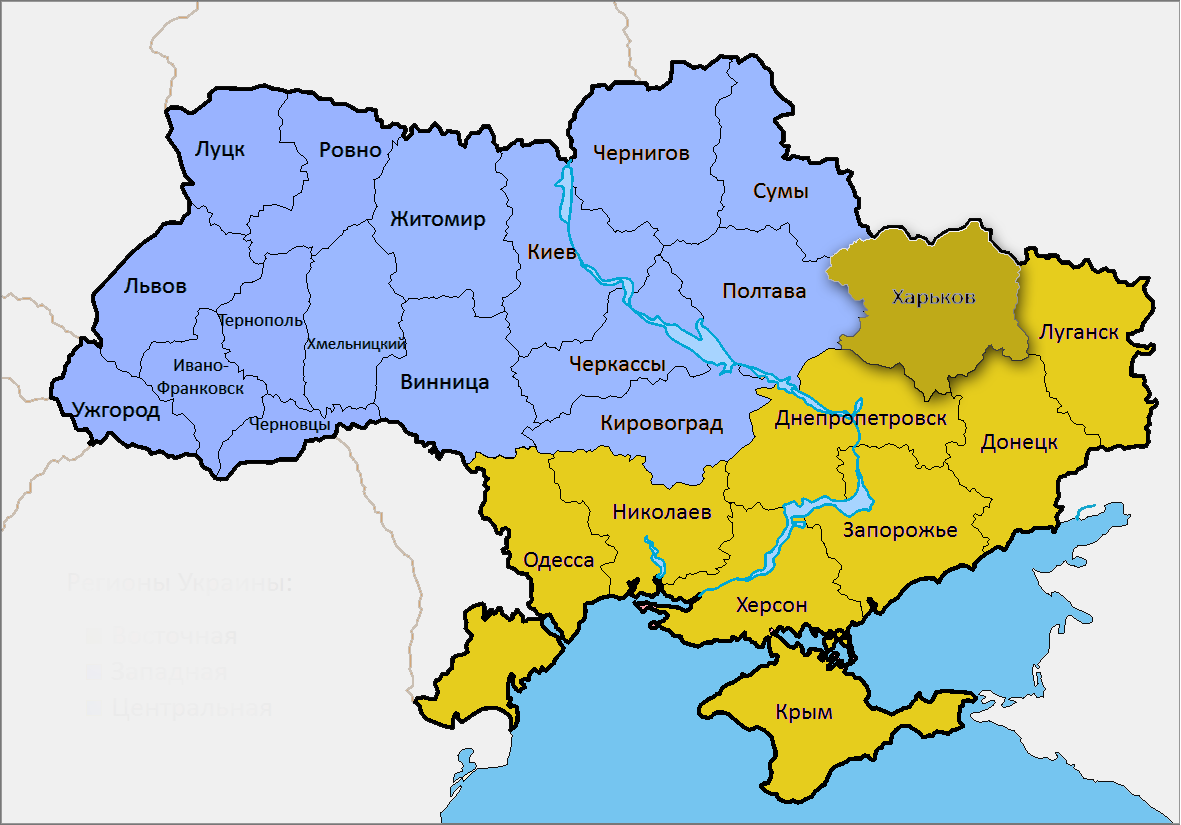 Чернигов
Луцк
Ровно
Сумы
Житомир
Киев
Львов
Полтава
Харьков
Тернополь
Луганск
Хмельницкий
Ивано-
Франковск
Черкассы
Винница
Ужгород
Черновцы
Кировоград
Днепропетровск
Донецк
Николаев
Запорожье
Одесса
Херсон
Крым
Регионы Украины:
Восточная
Западная
Центральная